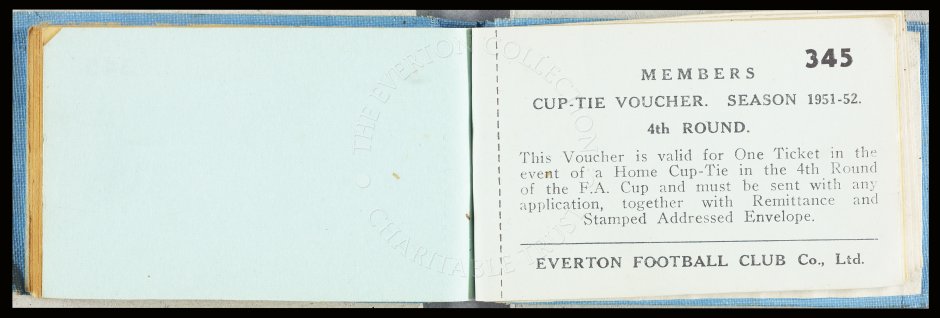 345
MEMBERS
CUP-TIE VOUCHER. SEASON 1951-52.
4th ROUND.
This Voucher is valid for One Ticket in the
event of a Home Cup-Tie in the 4th Round
of the F.A. Cup and must be sent with any
application, together with Remittance and
Stamped Addressed Envelope.
EVERTON FOOTBALL CLUB Co., Ltd.
© THE EVERTON COLLECTION
CHARITABLE TRUST